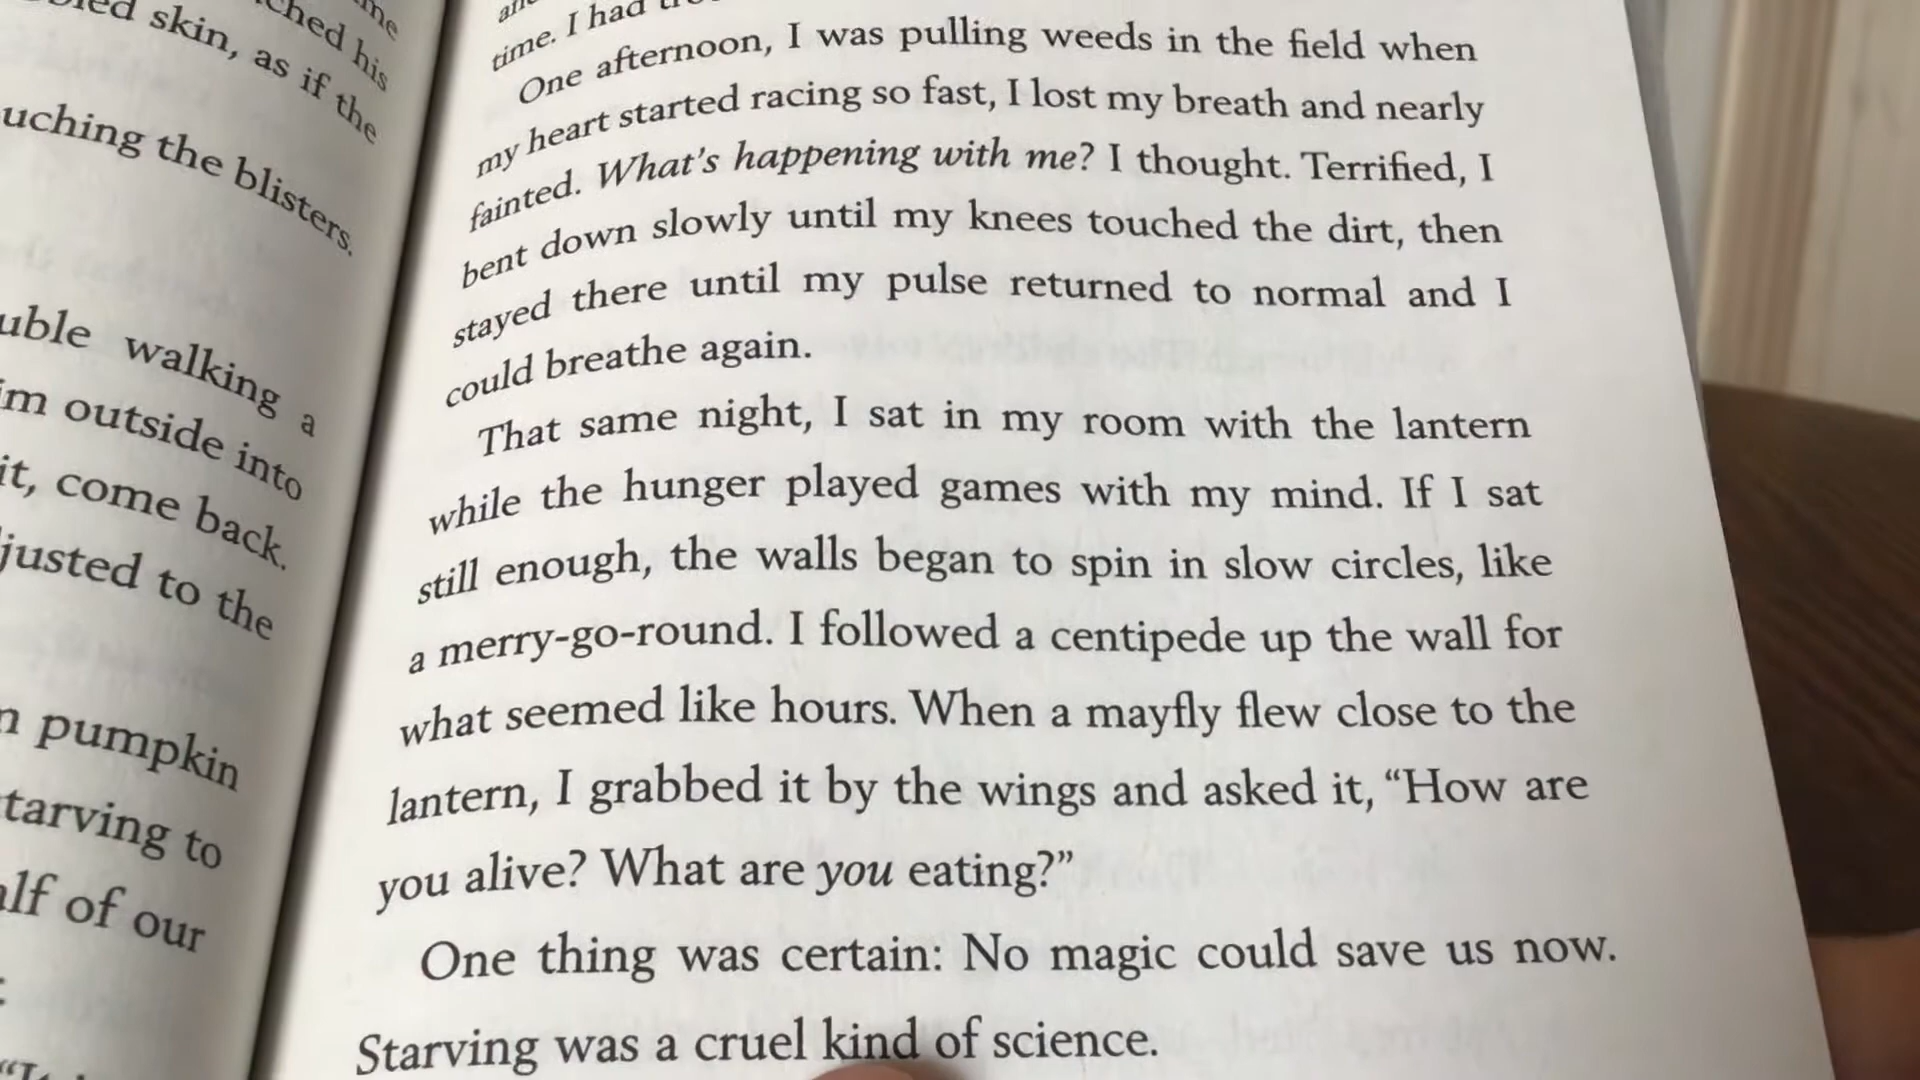 me
ched his
skin, as if the
uching the blisters.
uble walking a
im outside into
it, come back.
justed to the
n pumpkin
tarving to
alf of our
time. I had
One afternoon, I was pulling weeds in the field when
my heart started racing so fast, I lost my breath and nearly
fainted. What's happening with me? I thought. Terrified, I
bent down slowly until my knees touched the dirt, then
stayed there until my pulse returned to normal and I
could breathe again.
That same night, I sat in my room with the lantern
while the hunger played games with my mind. If I sat
still enough, the walls began to spin in slow circles, like
a merry-go-round. I followed a centipede up the wall for
what seemed like hours. When a mayfly flew close to the
lantern, I grabbed it by the wings and asked it, “How are
you alive? What are you eating?”
One thing was certain: No magic could save us now.
Starving was a cruel kind of science.